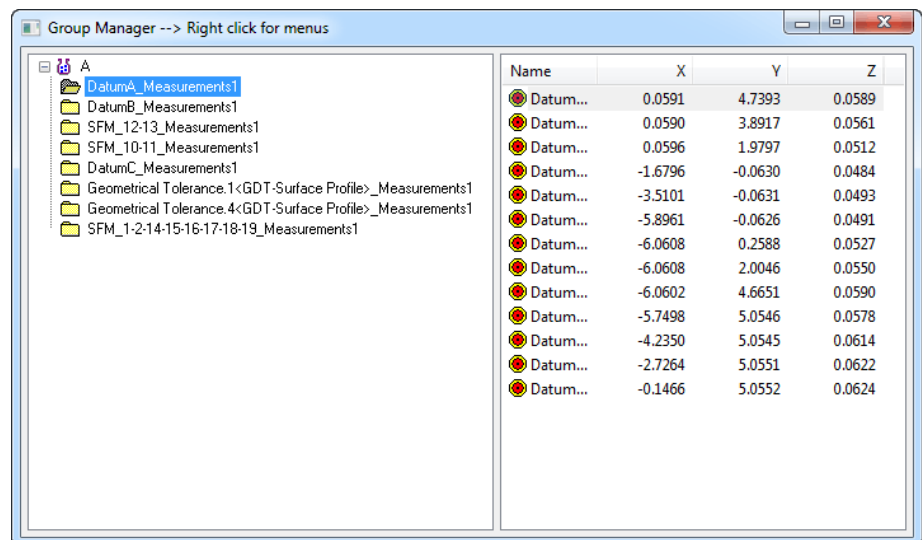 Group Manager --> Right click for menus
A
DatumA_Measurements1
DatumB_Measurements1
SFM_12-13_Measurements1
SFM_10-11_Measurements1
DatumC_Measurements1
Geometrical Tolerance.1<GDT-Surface Profile>_Measurements1
Geometrical Tolerance.4<GDT-Surface Profile>_Measurements1
SFM_1-2-14-15-16-17-18-19_Measurements1
Name X Y Z
Datum... 0.0591 4.7393 0.0589
Datum... 0.0590 3.8917 0.0561
Datum... 0.0596 1.9797 0.0512
Datum... -1.6796 -0.0630 0.0484
Datum... -3.5101 -0.0631 0.0493
Datum... -5.8961 -0.0626 0.0491
Datum... -6.0608 0.2588 0.0527
Datum... -6.0608 2.0046 0.0550
Datum... -6.0602 4.6651 0.0590
Datum... -5.7498 5.0546 0.0578
Datum... -4.2350 5.0545 0.0614
Datum... -2.7264 5.0551 0.0622
Datum... -0.1466 5.0552 0.0624